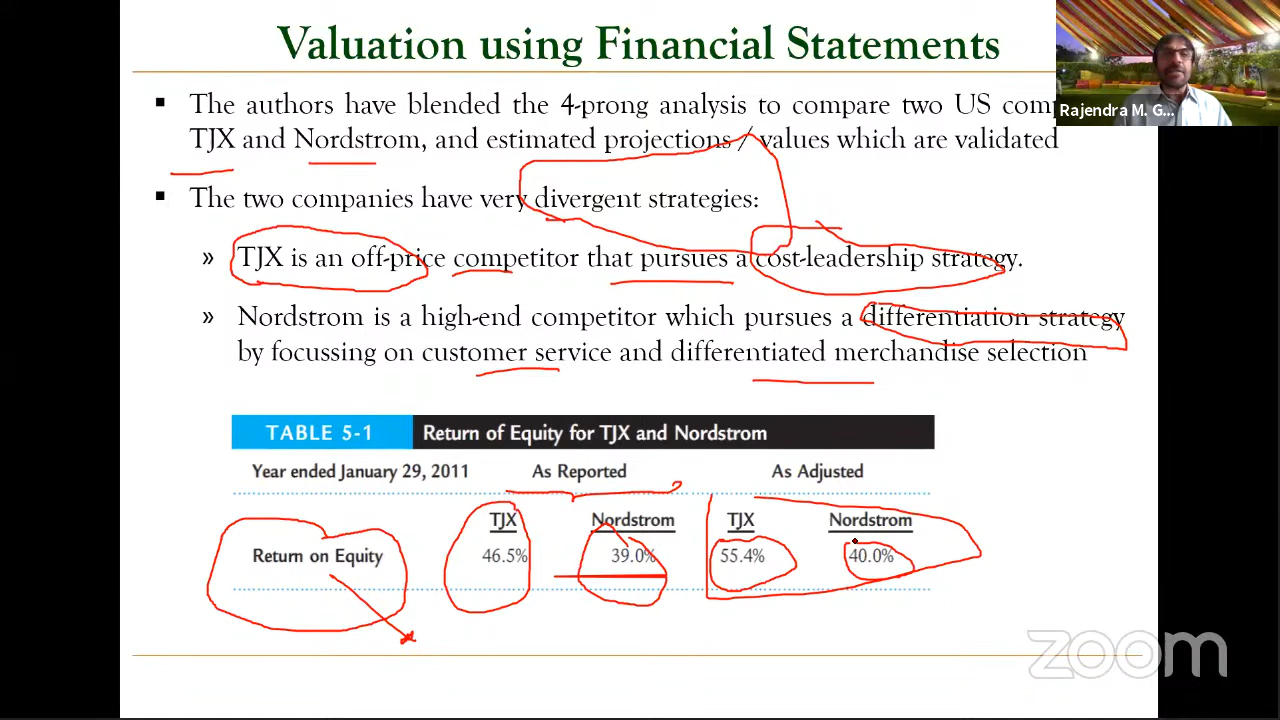 Valuation using Financial Statements
▪ The authors have blended the 4-prong analysis to compare two US comp
TJX and Nordstrom, and estimated projections / values which are validated
▪ The two companies have very divergent strategies:
» TJX is an off-price competitor that pursues a cost-leadership strategy.
» Nordstrom is a high-end competitor which pursues a differentiation strategy
by focussing on customer service and differentiated merchandise selection
TABLE 5-1 Return of Equity for TJX and Nordstrom
Year ended January 29, 2011 As Reported As Adjusted
TJX Nordstrom TJX Nordstrom
Return on Equity 46.5% 39.0% 55.4% 40.0%
Rajendra M. G...
zoom